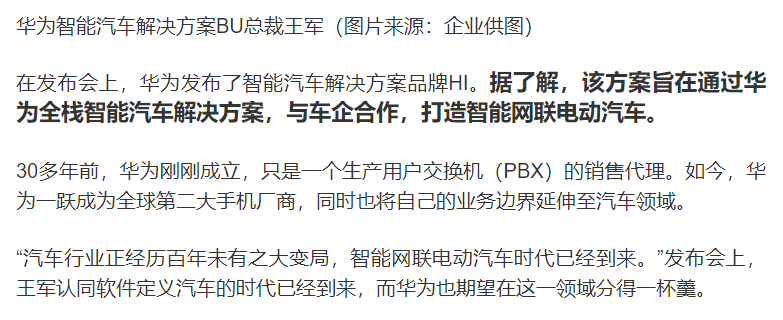 华为智能汽车解决方案BU总裁王军（图片来源：企业供图）
在发布会上，华为发布了智能汽车解决方案品牌HI。据了解，该方案旨在通过华
为全栈智能汽车解决方案，与车企合作，打造智能网联电动汽车。
30多年前，华为刚刚成立，只是一个生产用户交换机（PBX）的销售代理。如今，华
为一跃成为全球第二大手机厂商，同时也将自己的业务边界延伸至汽车领域。
“汽车行业正经历百年未有之大变局，智能网联电动汽车时代已经到来。”发布会上，
王军认同软件定义汽车的时代已经到来，而华为也期望在这一领域分得一杯羹。